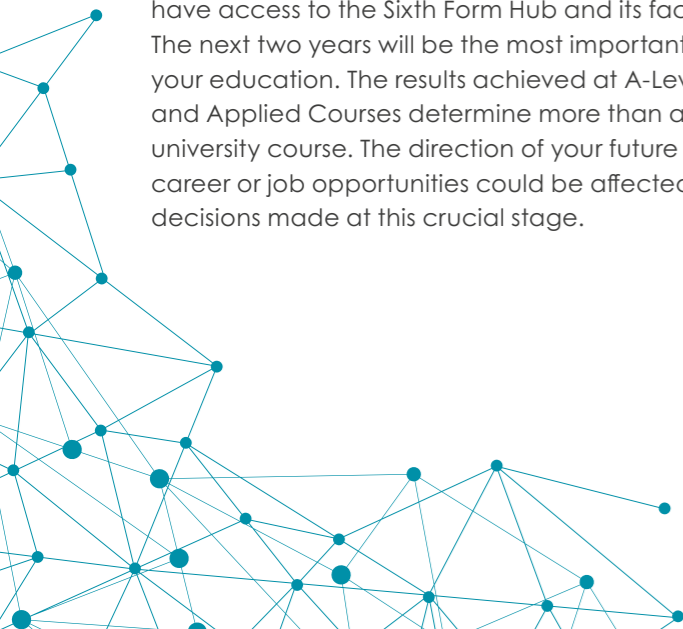 have access to the Sixth Form Hub and its fac
The next two years will be the most important
your education. The results achieved at A-Lev
and Applied Courses determine more than a
university course. The direction of your future
career or job opportunities could be affected
decisions made at this crucial stage.